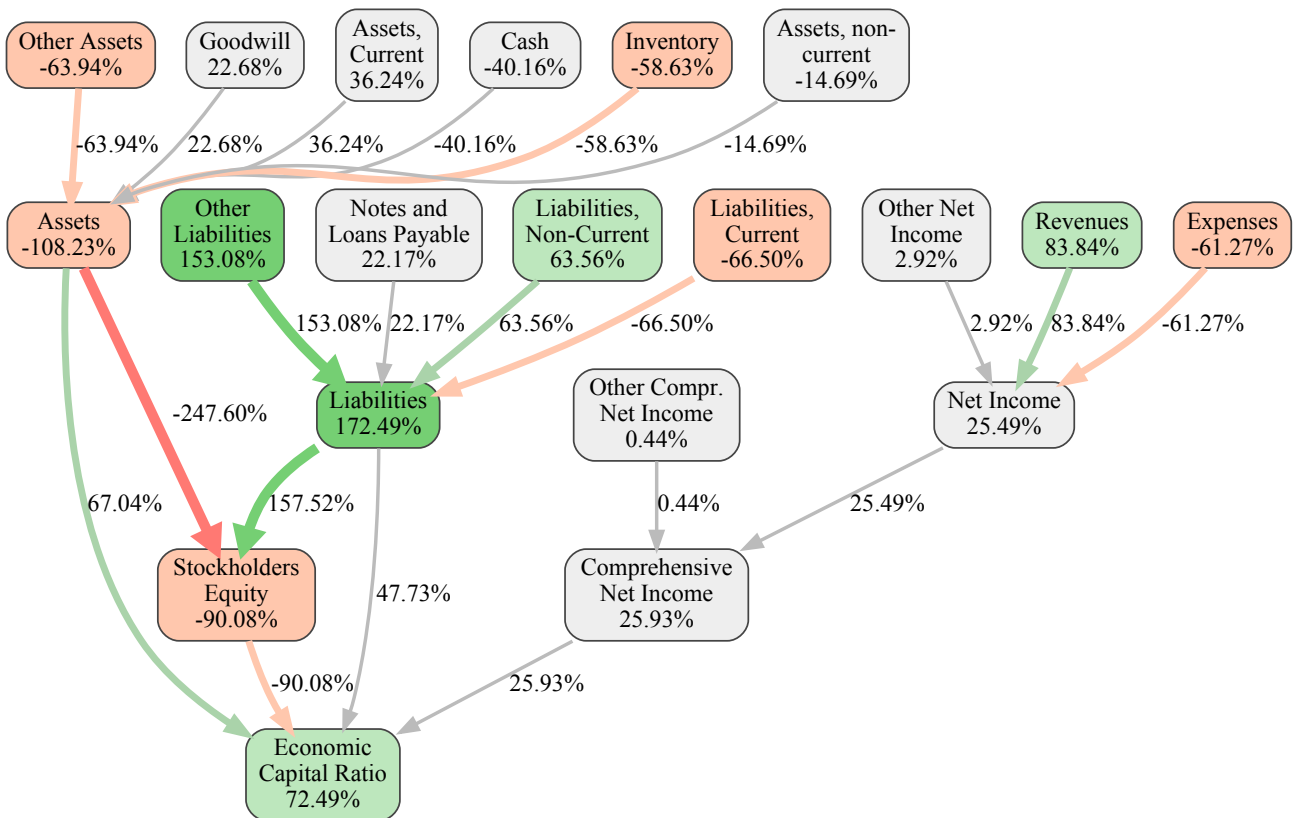 Other Assets
-63.94%
Goodwill
22.68%
Assets,
Current
36.24%
Cash
-40.16%
Inventory
-58.63%
Assets, non-
current
-14.69%
-63.94%
22.68%
36.24%
-40.16%
-58.63%
-14.69%
Assets
-108.23%
Other
Liabilities
153.08%
Notes and
Loans Payable
22.17%
Liabilities,
Non-Current
63.56%
Liabilities,
Current
-66.50%
Other Net
Income
2.92%
Revenues
83.84%
Expenses
-61.27%
153.08%
22.17%
63.56%
-66.50%
2.92%
83.84%
-61.27%
-247.60%
Liabilities
172.49%
Other Compr.
Net Income
0.44%
Net Income
25.49%
67.04%
157.52%
0.44%
25.49%
Stockholders
Equity
-90.08%
47.73%
Comprehensive
Net Income
25.93%
-90.08%
25.93%
Economic
Capital Ratio
72.49%